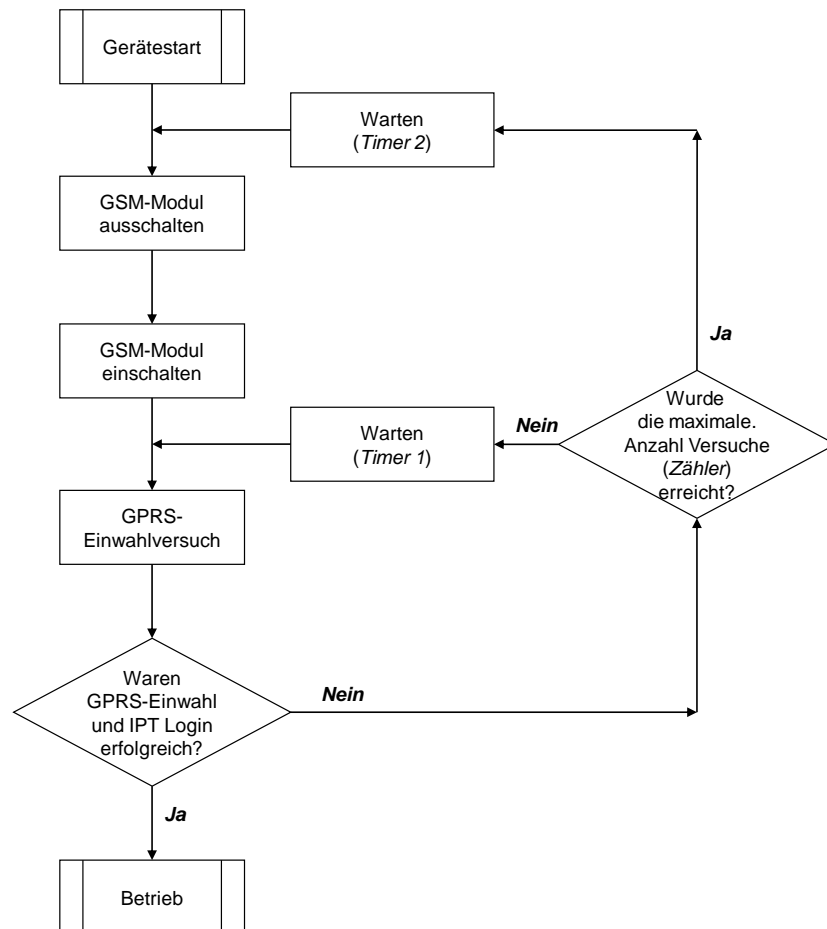 Gerätestart
Warten
(Timer 2)
GSM-Modul
ausschalten
GSM-Modul
einschalten
Ja
Wurde
die maximale.
Anzahl Versuche
(Zähler)
erreicht?
Nein
Warten
(Timer 1)
GPRS-
Einwahlversuch
Waren
GPRS-Einwahl
und IPT Login
erfolgreich?
Nein
Ja
Betrieb